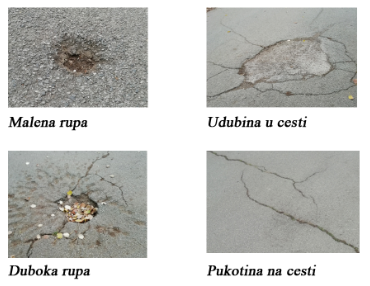 Malena rupa
Udubina u cesti
Duboka rupa
Pukotina na cesti